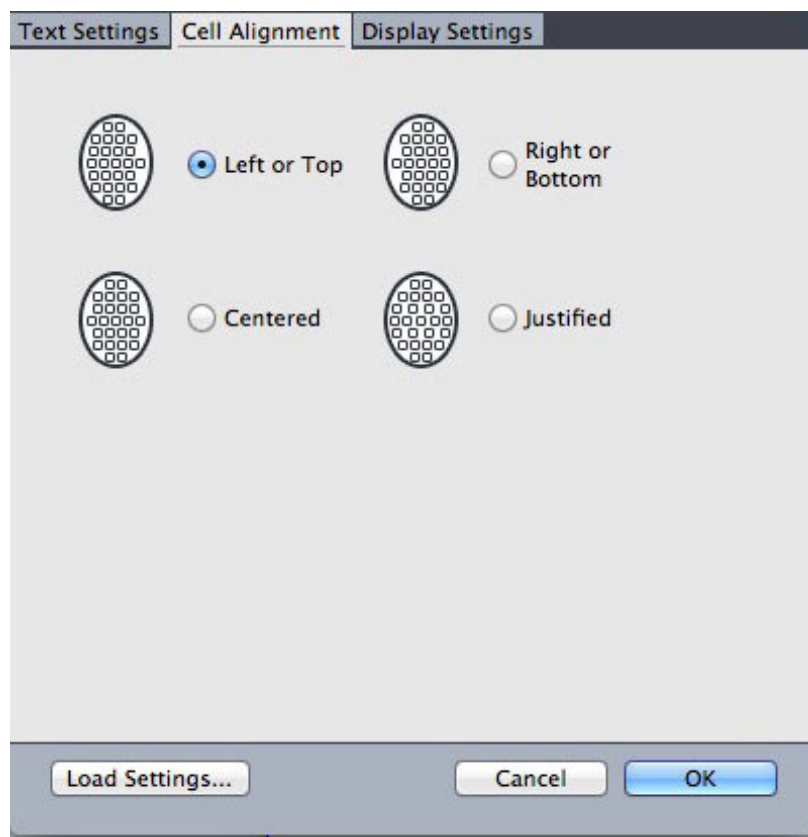 Text Settings
Cell Alignment
Display Settings
Left or Top
Right or
Bottom
Centered
Justified
Load Settings...
Cancel
OK